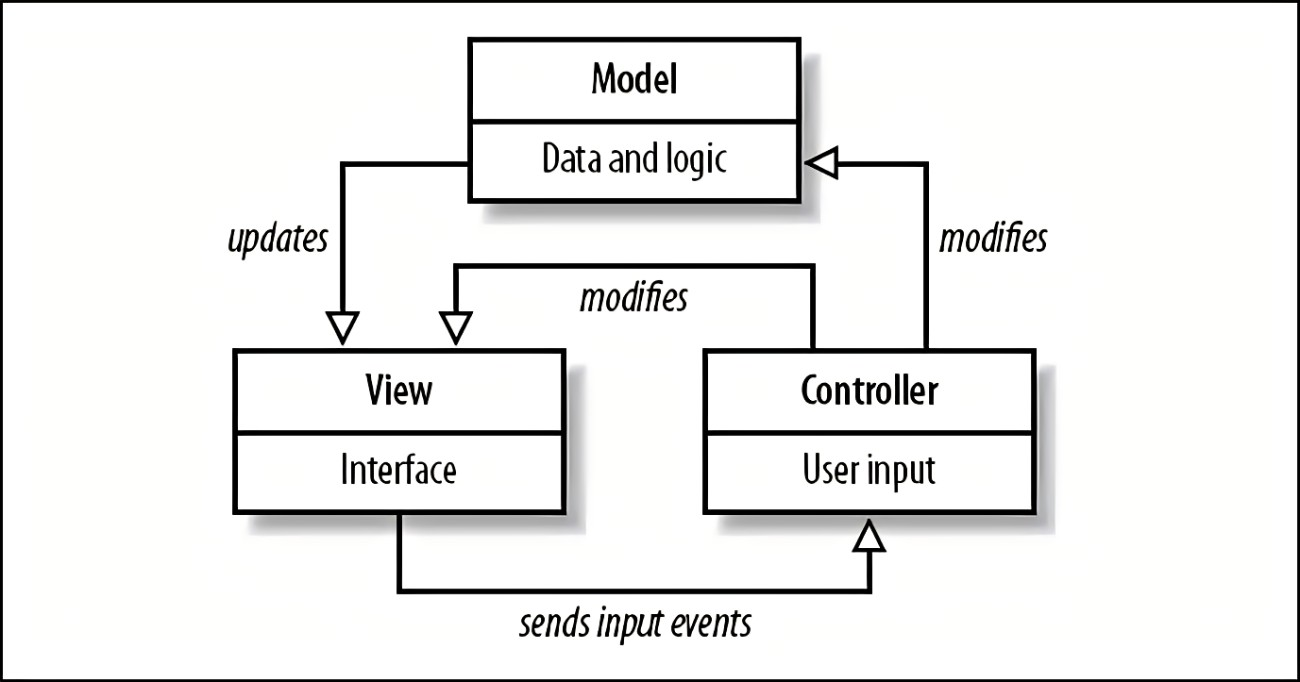 Model
Data and logic
updates
modifies
modifies
View
Interface
Controller
User input
sends input events